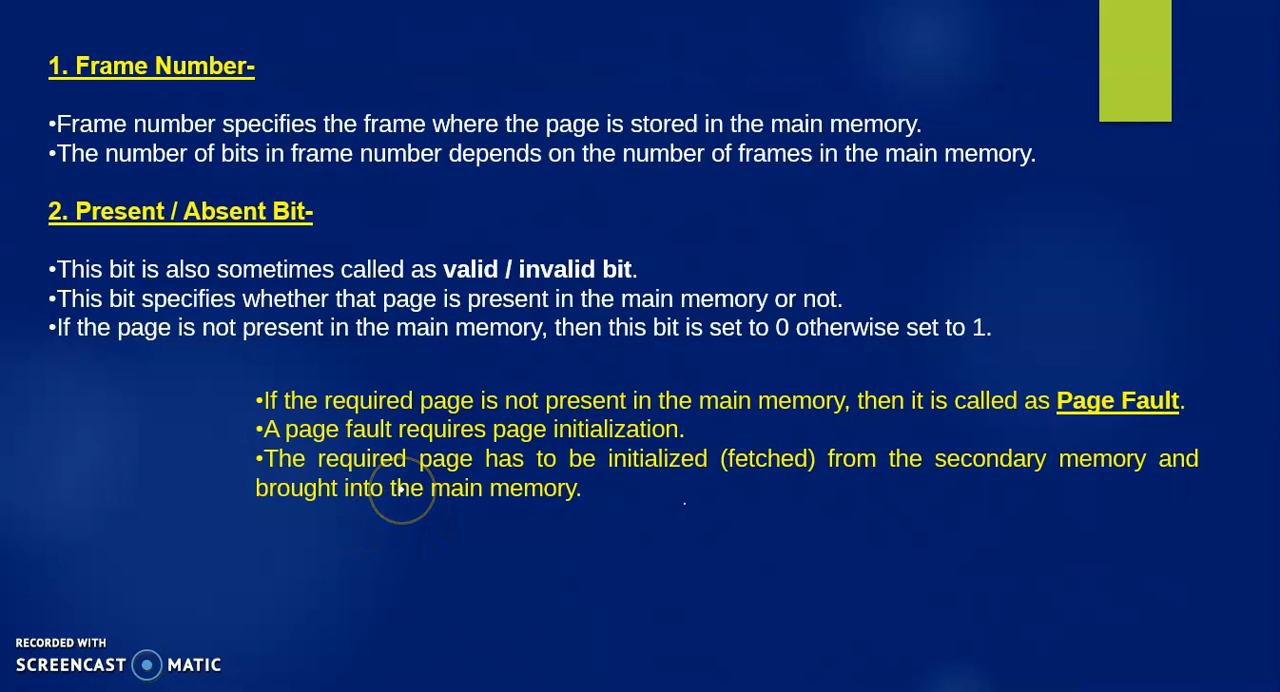 1. Frame Number-
•Frame number specifies the frame where the page is stored in the main memory.
•The number of bits in frame number depends on the number of frames in the main memory.
2. Present / Absent Bit-
•This bit is also sometimes called as valid / invalid bit.
•This bit specifies whether that page is present in the main memory or not.
•If the page is not present in the main memory, then this bit is set to 0 otherwise set to 1.
•If the required page is not present in the main memory, then it is called as Page Fault.
•A page fault requires page initialization.
•The required page has to be initialized (fetched) from the secondary memory and
brought into the main memory.
RECORDED WITH
SCREENCAST MATIC